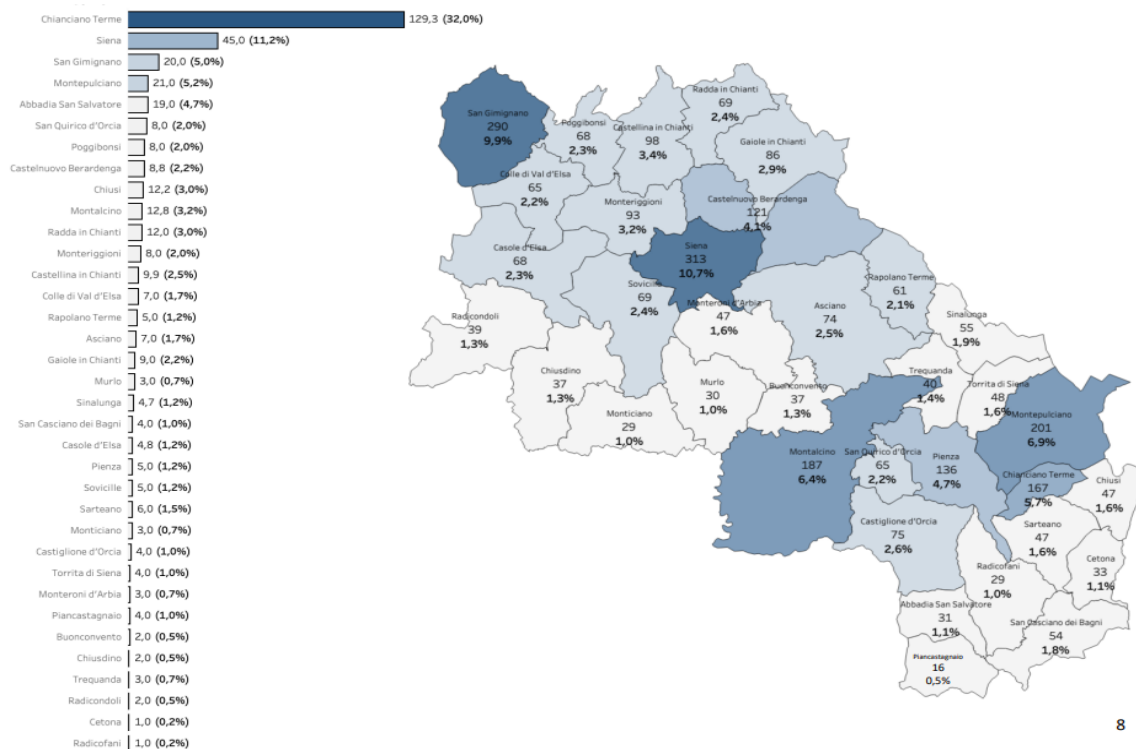 Chianciano Terme 129,3 (32,0%)
Siena 45,0 (11,2%)
San Gimignano 20,0 (5,0%)
Montepulciano 21,0 (5,2%)
Abbadia San Salvatore 19,0 (4,7%)
San Quirico d'Orcia 8,0 (2,0%)
Poggibonsi 8,0 (2,0%)
Castelnuovo Berardenga 8,8 (2,2%)
Chiusi 12,2 (3,0%)
Montalcino 12,8 (3,2%)
Radda in Chianti 12,0 (3,0%)
Monteriggioni 8,0 (2,0%)
Castellina in Chianti 9,9 (2,5%)
Colle di Val d'Elsa 7,0 (1,7%)
Rapolano Terme 5,0 (1,2%)
Asciano 7,0 (1,7%)
Gaiole in Chianti 9,0 (2,2%)
Murlo 3,0 (0,7%)
Sinalunga 4,7 (1,2%)
San Casciano dei Bagni 4,0 (1,0%)
Casole d'Elsa 4,8 (1,2%)
Pienza 5,0 (1,2%)
Sovicille 5,0 (1,2%)
Sarteano 6,0 (1,5%)
Monticiano 3,0 (0,7%)
Castiglione d'Orcia 4,0 (1,0%)
Torrita di Siena 4,0 (1,0%)
Monteroni d'Arbia 3,0 (0,7%)
Piancastagnaio 4,0 (1,0%)
Buonconvento 2,0 (0,5%)
Chiusdino 2,0 (0,5%)
Trequanda 3,0 (0,7%)
Radicondoli 2,0 (0,5%)
Cetona 1,0 (0,2%)
Radicofani 1,0 (0,2%)
San Gimignano
290
9,9%
Poggibonsi
68
2,3%
Castellina in Chianti
98
3,4%
Radda in Chianti
69
2,4%
Gaiole in Chianti
86
2,9%
Colle di Val d'Elsa
65
2,2%
Monteriggioni
93
3,2%
Castelnuovo Berardenga
121
4,1%
Casole d'Elsa
68
2,3%
Siena
313
10,7%
Sovicille
69
2,4%
Monteroni d'Arbia
47
1,6%
Asciano
74
2,5%
Rapolano Terme
61
2,1%
Sinalunga
55
1,9%
Radicondoli
39
1,3%
Chiusdino
37
1,3%
Monticiano
29
1,0%
Murlo
30
1,0%
Buonconvento
37
1,3%
Trequanda
40
1,4%
Torrita di Siena
48
1,6%
Montepulciano
201
6,9%
Montalcino
187
6,4%
San Quirico d'Orcia
65
2,2%
Pienza
136
4,7%
Chianciano Terme
167
5,7%
Chiusi
47
1,6%
Castiglione d'Orcia
75
2,6%
Sarteano
47
1,6%
Cetona
33
1,1%
Radicofani
29
1,0%
Abbadia San Salvatore
31
1,1%
San Casciano dei Bagni
54
1,8%
Piancastagnaio
16
0,5%
8